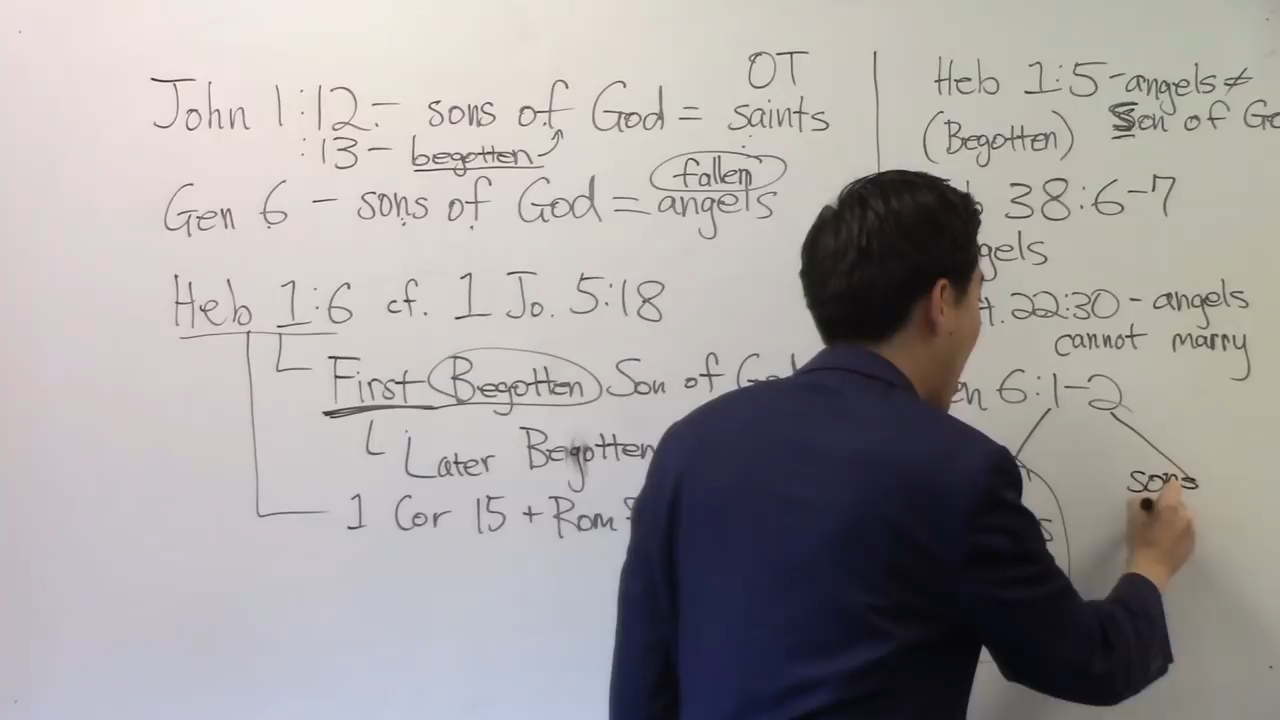 OT
John 1:12 - sons of God = saints
:13 - begotten
fallen
Gen 6 - sons of God = angels
Heb 1:6 cf. 1 Jo. 5:18
First Begotten Son of
Later Begotten
1 Cor 15 + Rom
Heb 1:5 - angels ≠
(Begotten) Son of
38:6-7
22:30 - angels
cannot marry
6:1-2
sons